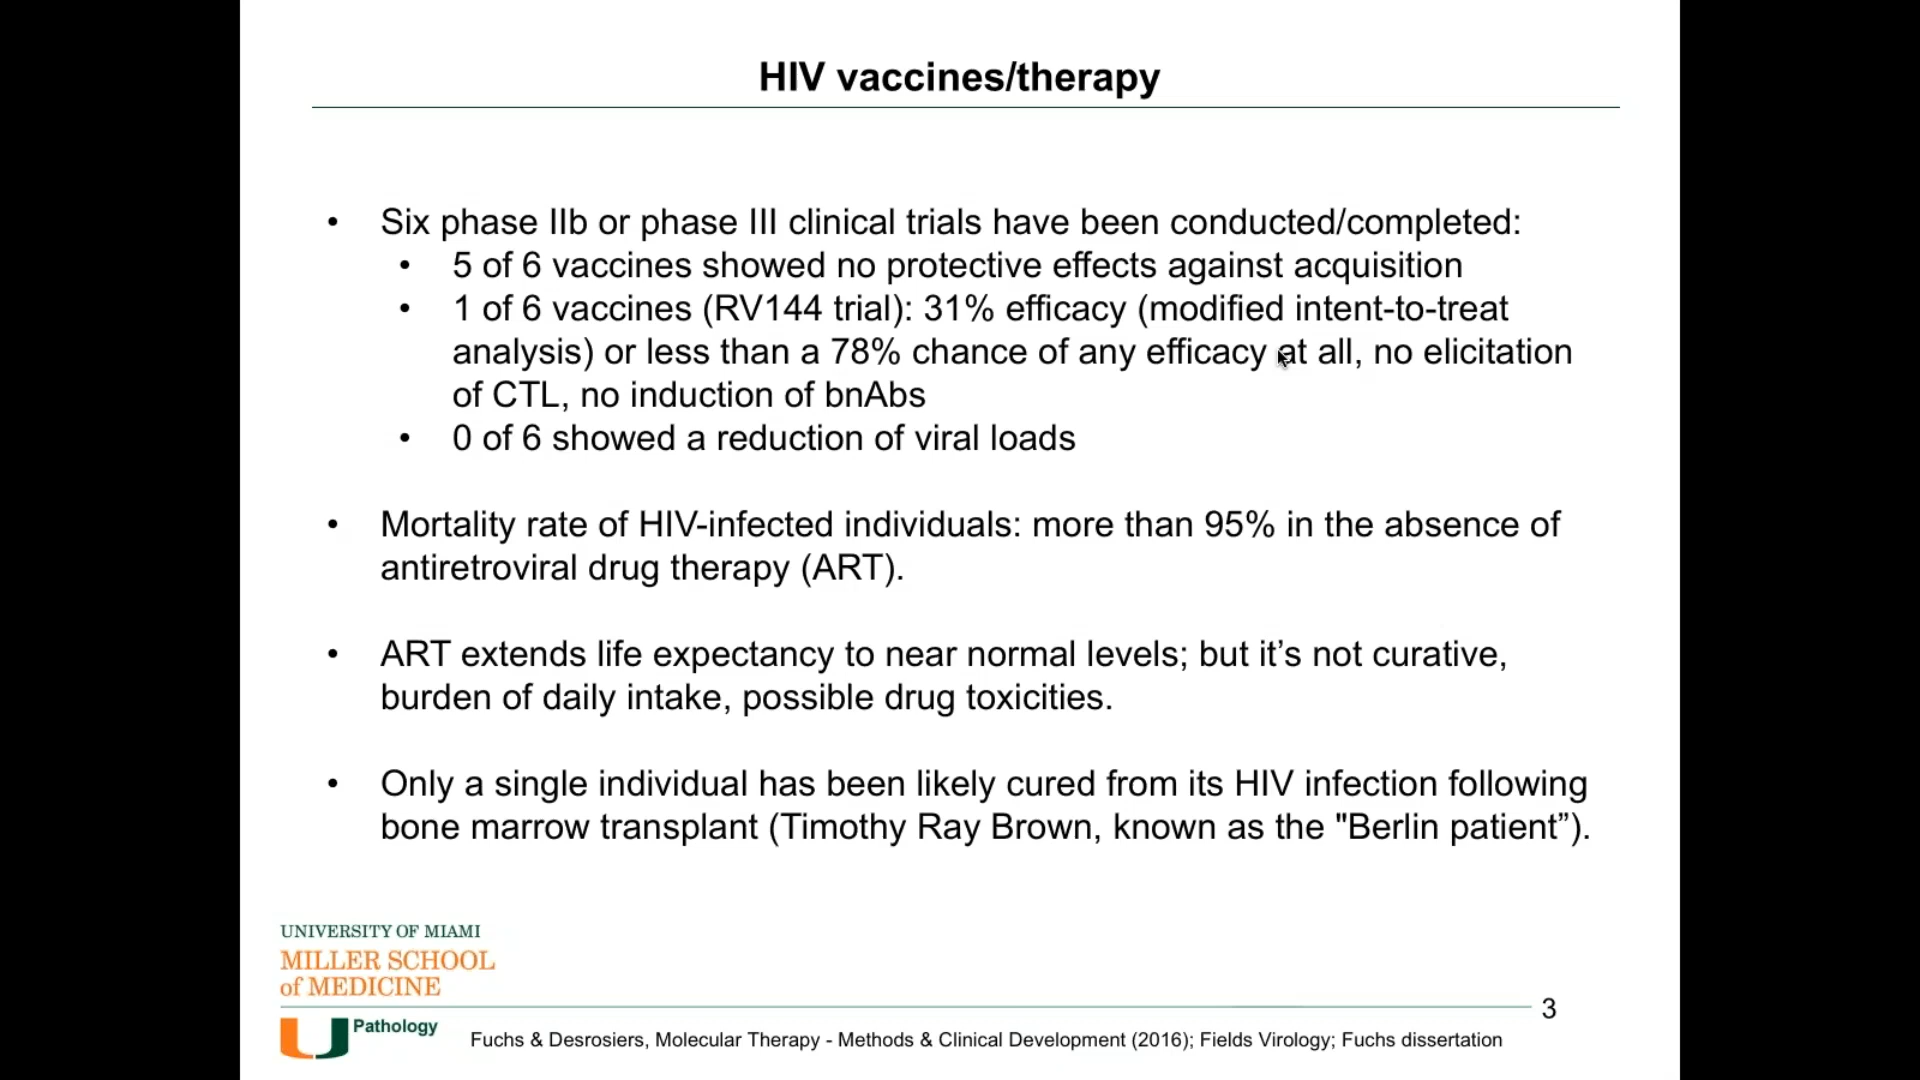 HIV vaccines/therapy
• Six phase IIb or phase III clinical trials have been conducted/completed:
• 5 of 6 vaccines showed no protective effects against acquisition
• 1 of 6 vaccines (RV144 trial): 31% efficacy (modified intent-to-treat
analysis) or less than a 78% chance of any efficacy at all, no elicitation
of CTL, no induction of bnAbs
• 0 of 6 showed a reduction of viral loads
• Mortality rate of HIV-infected individuals: more than 95% in the absence of
antiretroviral drug therapy (ART).
• ART extends life expectancy to near normal levels; but it’s not curative,
burden of daily intake, possible drug toxicities.
• Only a single individual has been likely cured from its HIV infection following
bone marrow transplant (Timothy Ray Brown, known as the "Berlin patient”).
UNIVERSITY OF MIAMI
MILLER SCHOOL
of MEDICINE
3
Pathology
Fuchs & Desrosiers, Molecular Therapy - Methods & Clinical Development (2016); Fields Virology; Fuchs dissertation